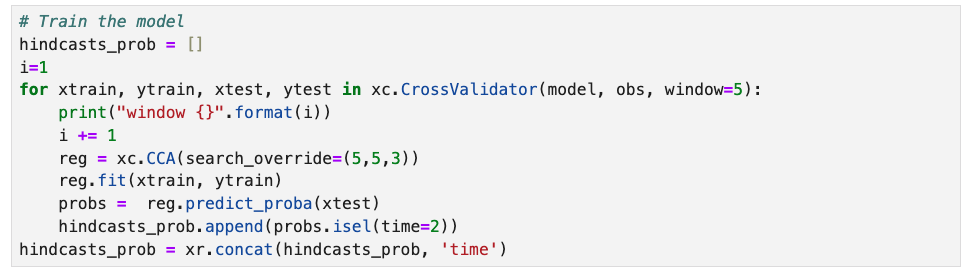 # Train the model
hindcasts_prob = []
i=1
for xtrain, ytrain, xtest, ytest in xc.CrossValidator(model, obs, window=5):
    print("window {}".format(i))
    i += 1
    reg = xc.CCA(search_override=(5,5,3))
    reg.fit(xtrain, ytrain)
    probs =  reg.predict_proba(xtest)
    hindcasts_prob.append(probs.isel(time=2))
hindcasts_prob = xr.concat(hindcasts_prob, 'time')